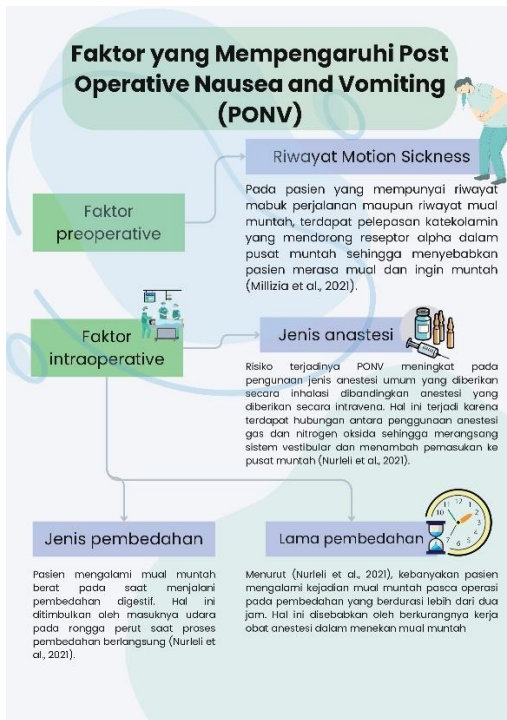 Faktor yang Mempengaruhi Post
Operative Nausea and Vomiting
(PONV)
Riwayat Motion Sickness
Faktor
preoperative
Pada pasien yang mempunyai riwayat
mabuk perjalanan maupun riwayat mual
muntah, terdapat pelepasan katekolamin
yang mendorong reseptor alpha dalam
pusat muntah sehingga menyebabkan
pasien merasa mual dan ingin muntah
(Millizia et al., 2021).
Faktor
intraoperative
Jenis anastesi
Risiko terjadinya PONV meningkat pada
pengunaan jenis anestesi umum yang diberikan
secara inhalasi dibandingkan anestesi yang
diberikan secara intravena. Hal ini terjadi karena
terdapat hubungan antara penggunaan anestesi
gas dan nitrogen oksida sehingga merangsang
sistem vestibular dan menambah pemasukan ke
pusat muntah (Nurleli et al., 2021).
Jenis pembedahan
Pasien mengalami mual muntah
berat pada saat menjalani
pembedahan digestif. Hal ini
ditimbulkan oleh masuknya udara
pada rongga perut saat proses
pembedahan berlangsung (Nurleli et
al., 2021).
Lama pembedahan
Menurut (Nurleli et al., 2021), kebanyakan pasien
mengalami kejadian mual muntah pasca operasi
pada pembedahan yang berdurasi lebih dari dua
jam. Hal ini disebabkan oleh berkurangnya kerja
obat anestesi dalam menekan mual muntah